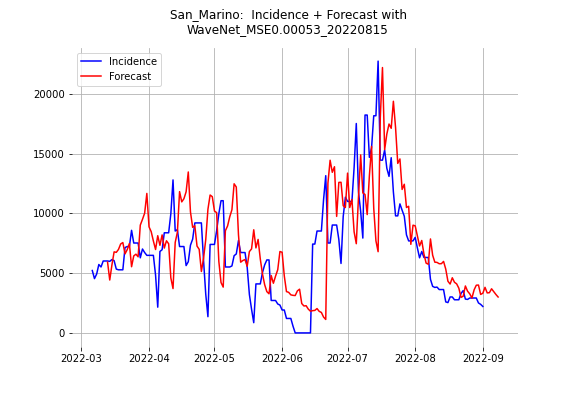 San_Marino:  Incidence + Forecast with
WaveNet_MSE0.00053_20220815
Incidence
Forecast
20000
15000
10000
5000
0
2022-03 2022-04 2022-05 2022-06 2022-07 2022-08 2022-09